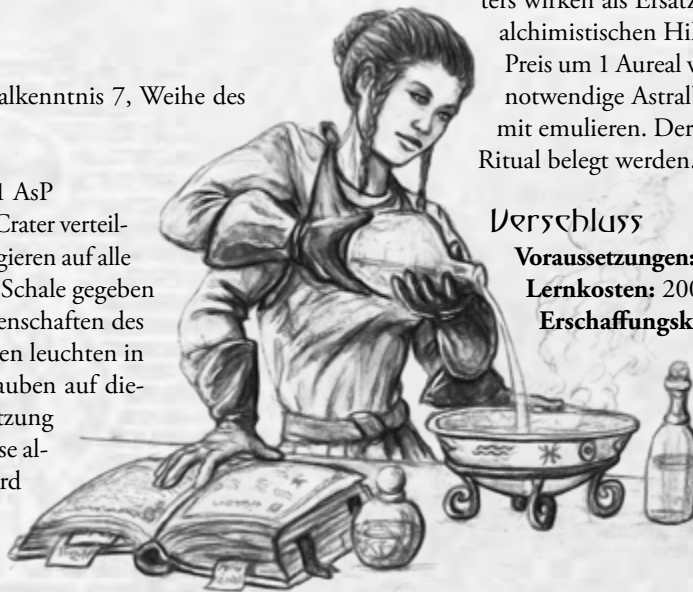 alkenntnis 7, Weihe des
1 AsP
Crater verteil-
gieren auf alle
Schale gegeben
enschaften des
en leuchten in
auben auf die-
tzung
se al-
rd
ters wirken als Ersatz
alchimistischen Hil
Preis um 1 Aureal
notwendige Astral
mit emulieren. Der
Ritual belegt werden.
Verschluss
Voraussetzungen:
Lernkosten: 200
Erschaffungsk